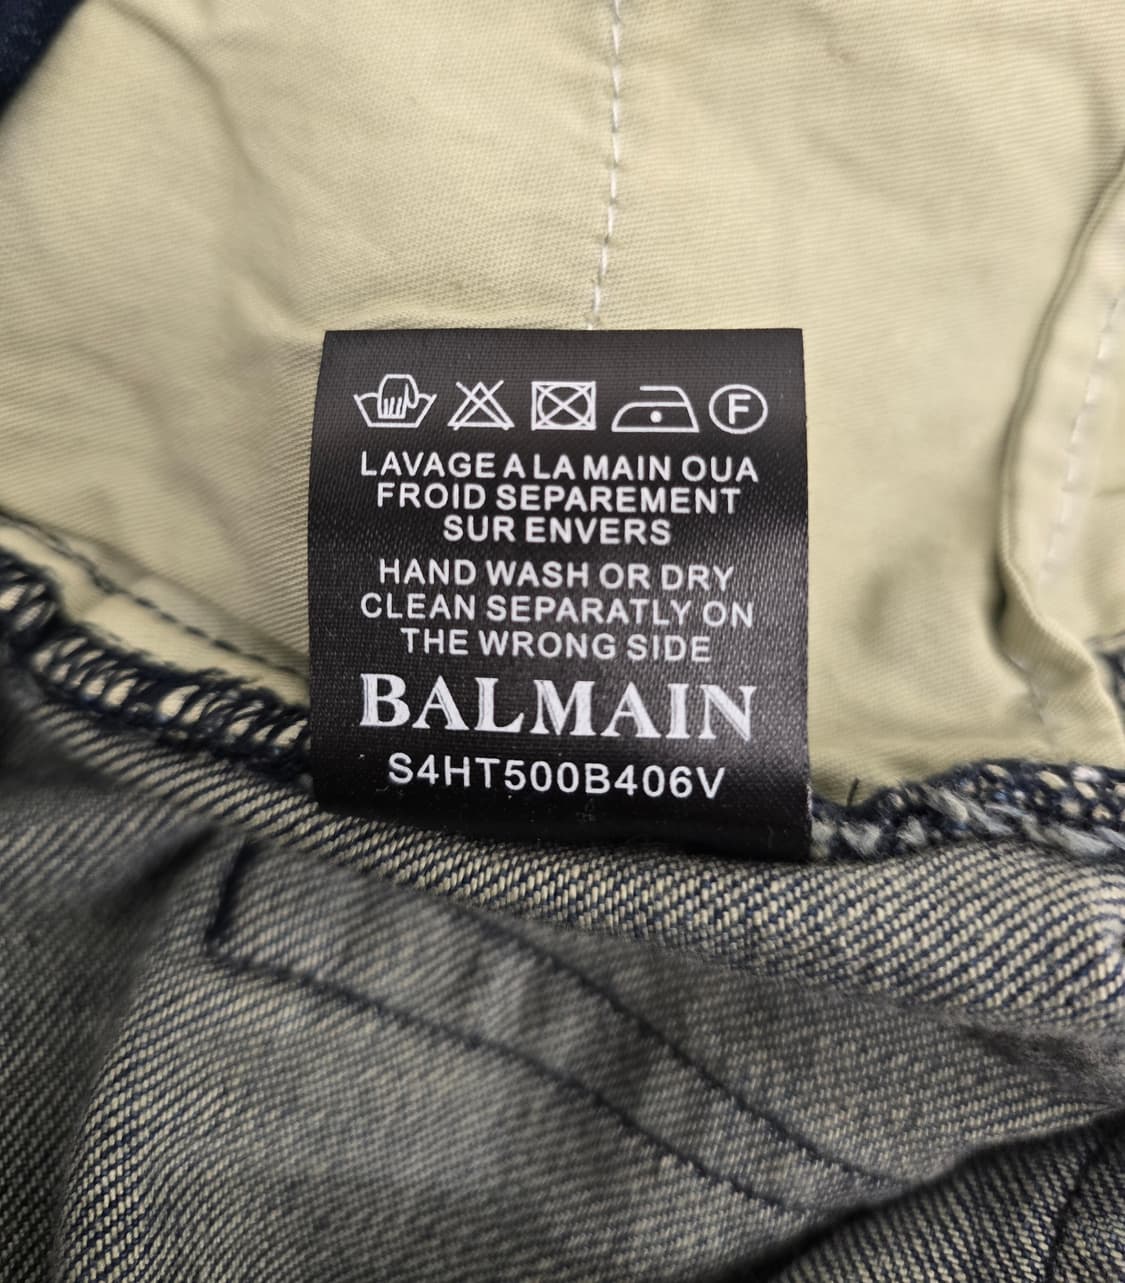 F
LAVAGE A LA MAIN OUA
FROID SEPAREMENT
SUR ENVERS
HAND WASH OR DRY
CLEAN SEPARATLY ON
THE WRONG SIDE
BALMAIN
S4HT500B406V